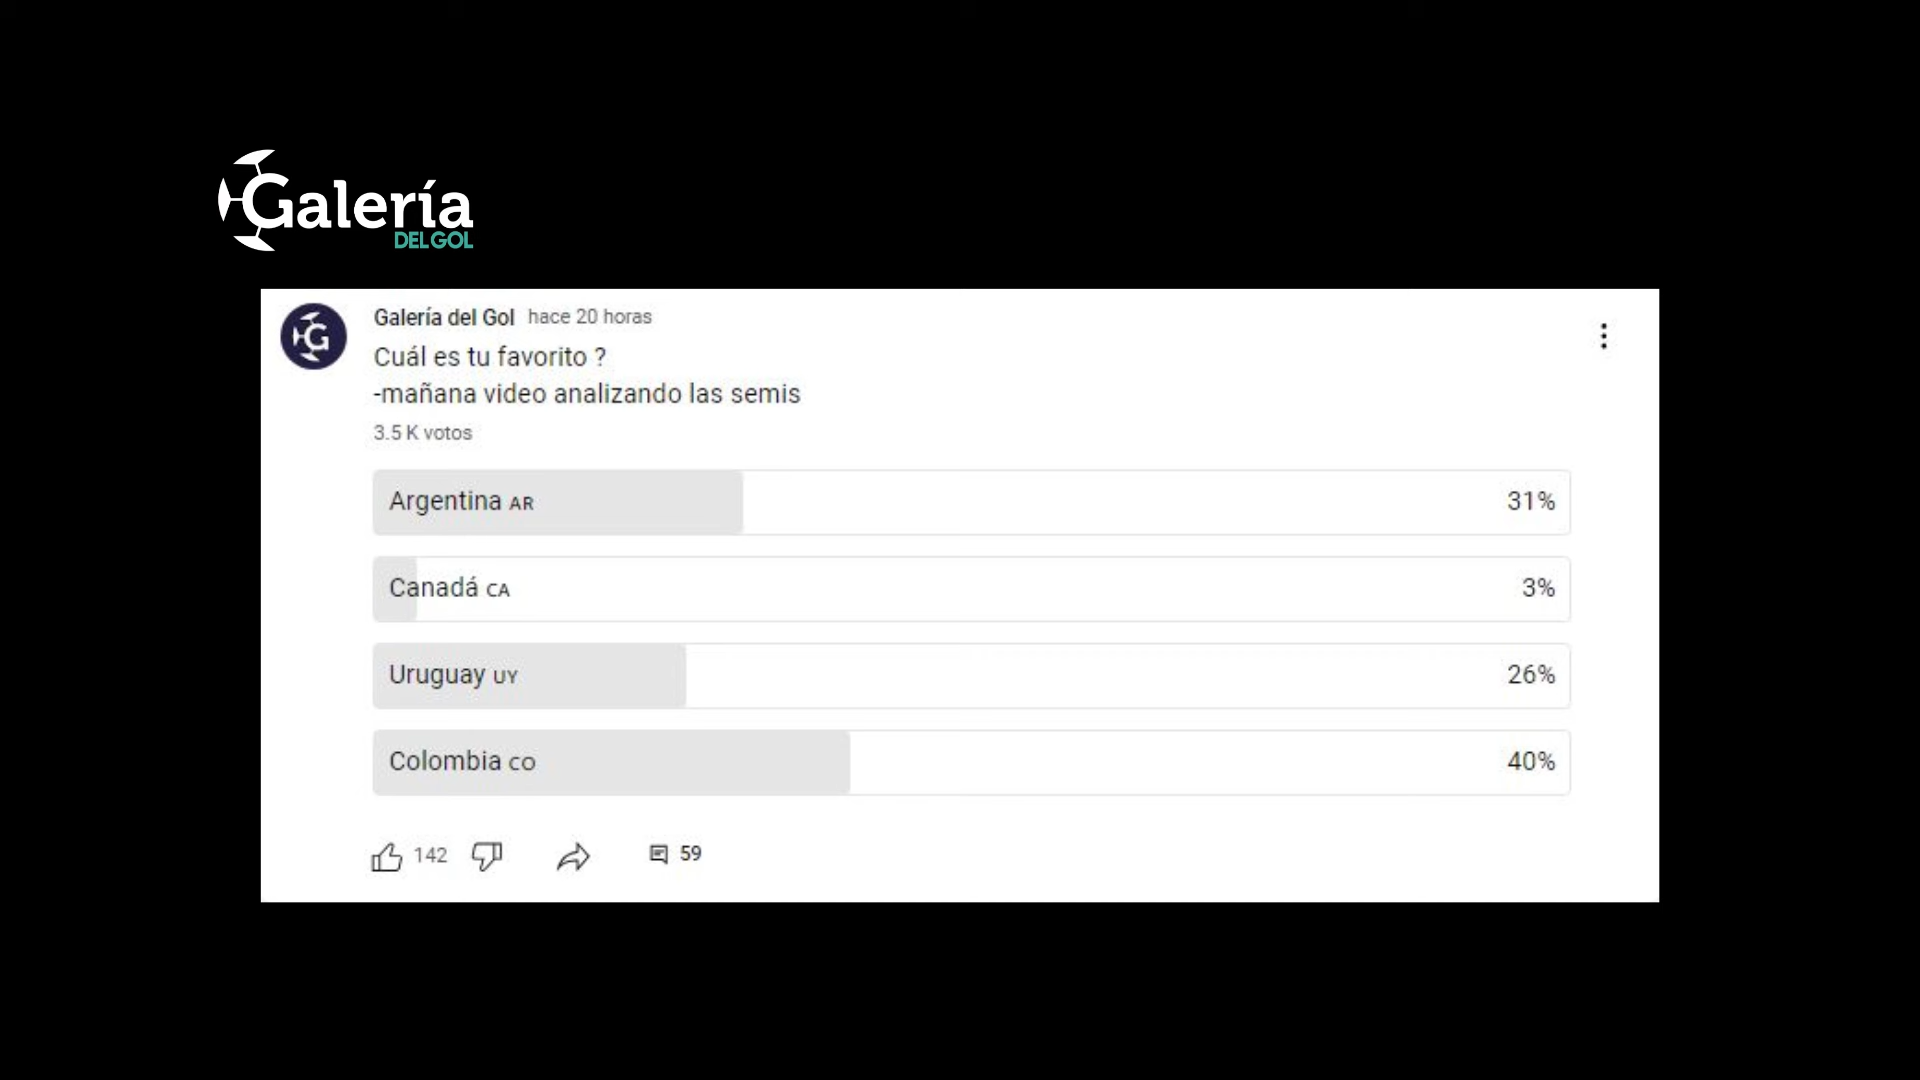 Galería
DEL GOL
Galería del Gol hace 20 horas
Cuál es tu favorito ?
-mañana video analizando las semis
3.5 K votos
Argentina AR 31%
Canadá CA 3%
Uruguay UY 26%
Colombia CO 40%
142 59